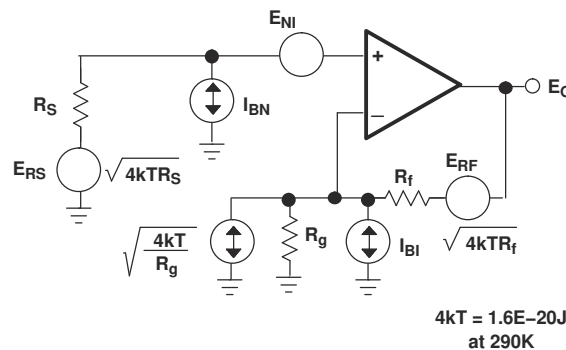 E_NI
R_S
I_BN
E_RS
√4kTR_S
+
−
E_O
R_f
E_RF
√4kTR_f
√4kT/R_g
R_g
I_BI
4kT = 1.6E−20J
at 290K